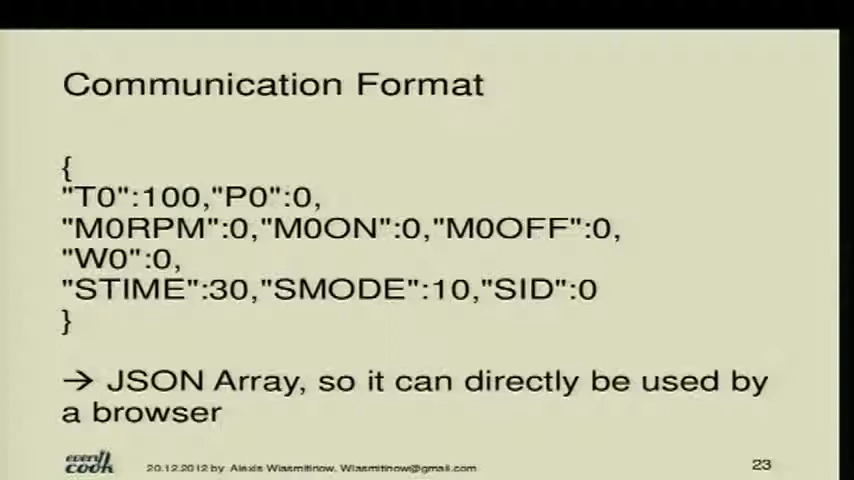 Communication Format
{
"T0":100,"P0":0,
"M0RPM":0,"M0ON":0,"M0OFF":0,
"W0":0,
"STIME":30,"SMODE":10,"SID":0
}
→ JSON Array, so it can directly be used by
a browser
every cook
20.12.2012 by Alexis Wiasmitinow, Wiasmitinow@gmail.com
23